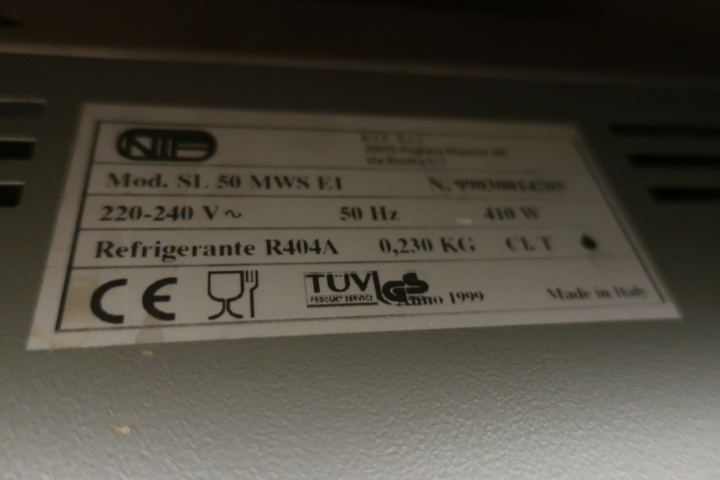 NTF
Mod. SL 50 MWS E1 N.
220-240 V ~ 50 Hz 410 W
Refrigerante R404A 0,230 KG CL T
CE TÜV PRODUCT SERVICE GS Anno 1999 Made in Italy